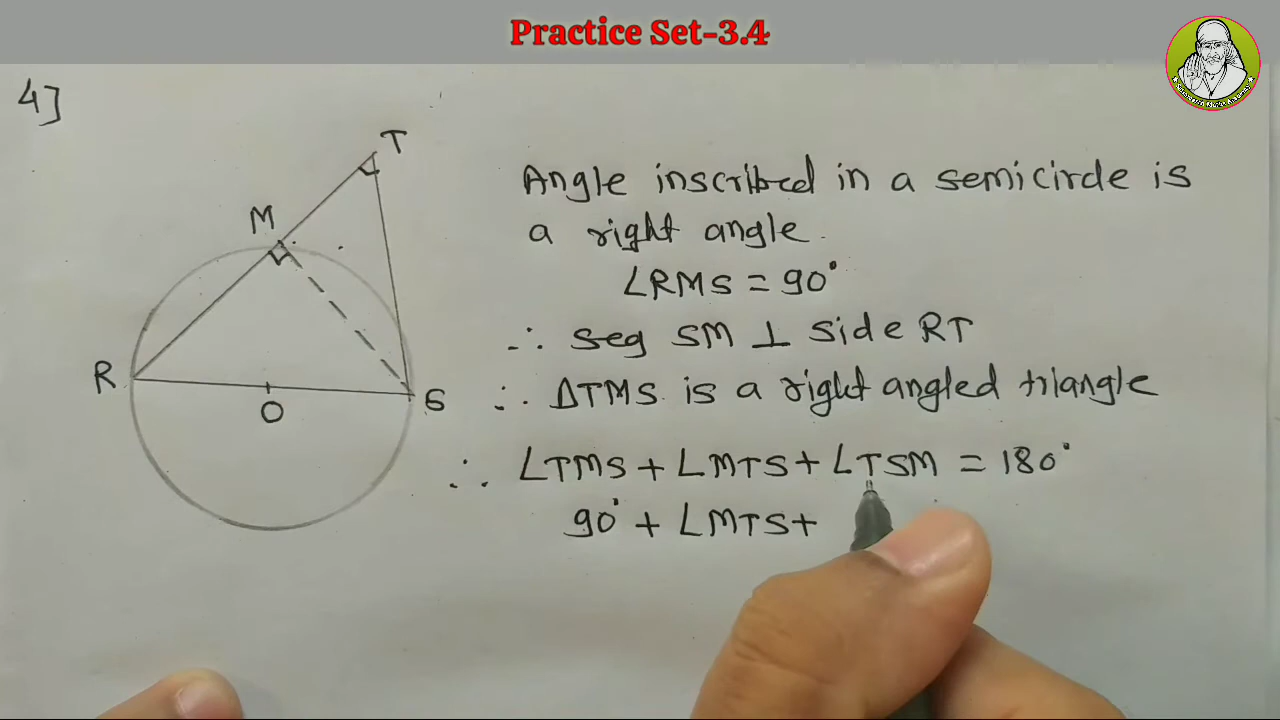 Practice Set-3.4
4]
T
M
R
O
S
Angle inscribed in a semicircle is
a right angle.
∠RMS = 90°
∴ seg SM ⊥ side RT
∴ ΔTMS is a right angled triangle
∴ ∠TMS + ∠MTS + ∠TSM = 180°
90° + ∠MTS +